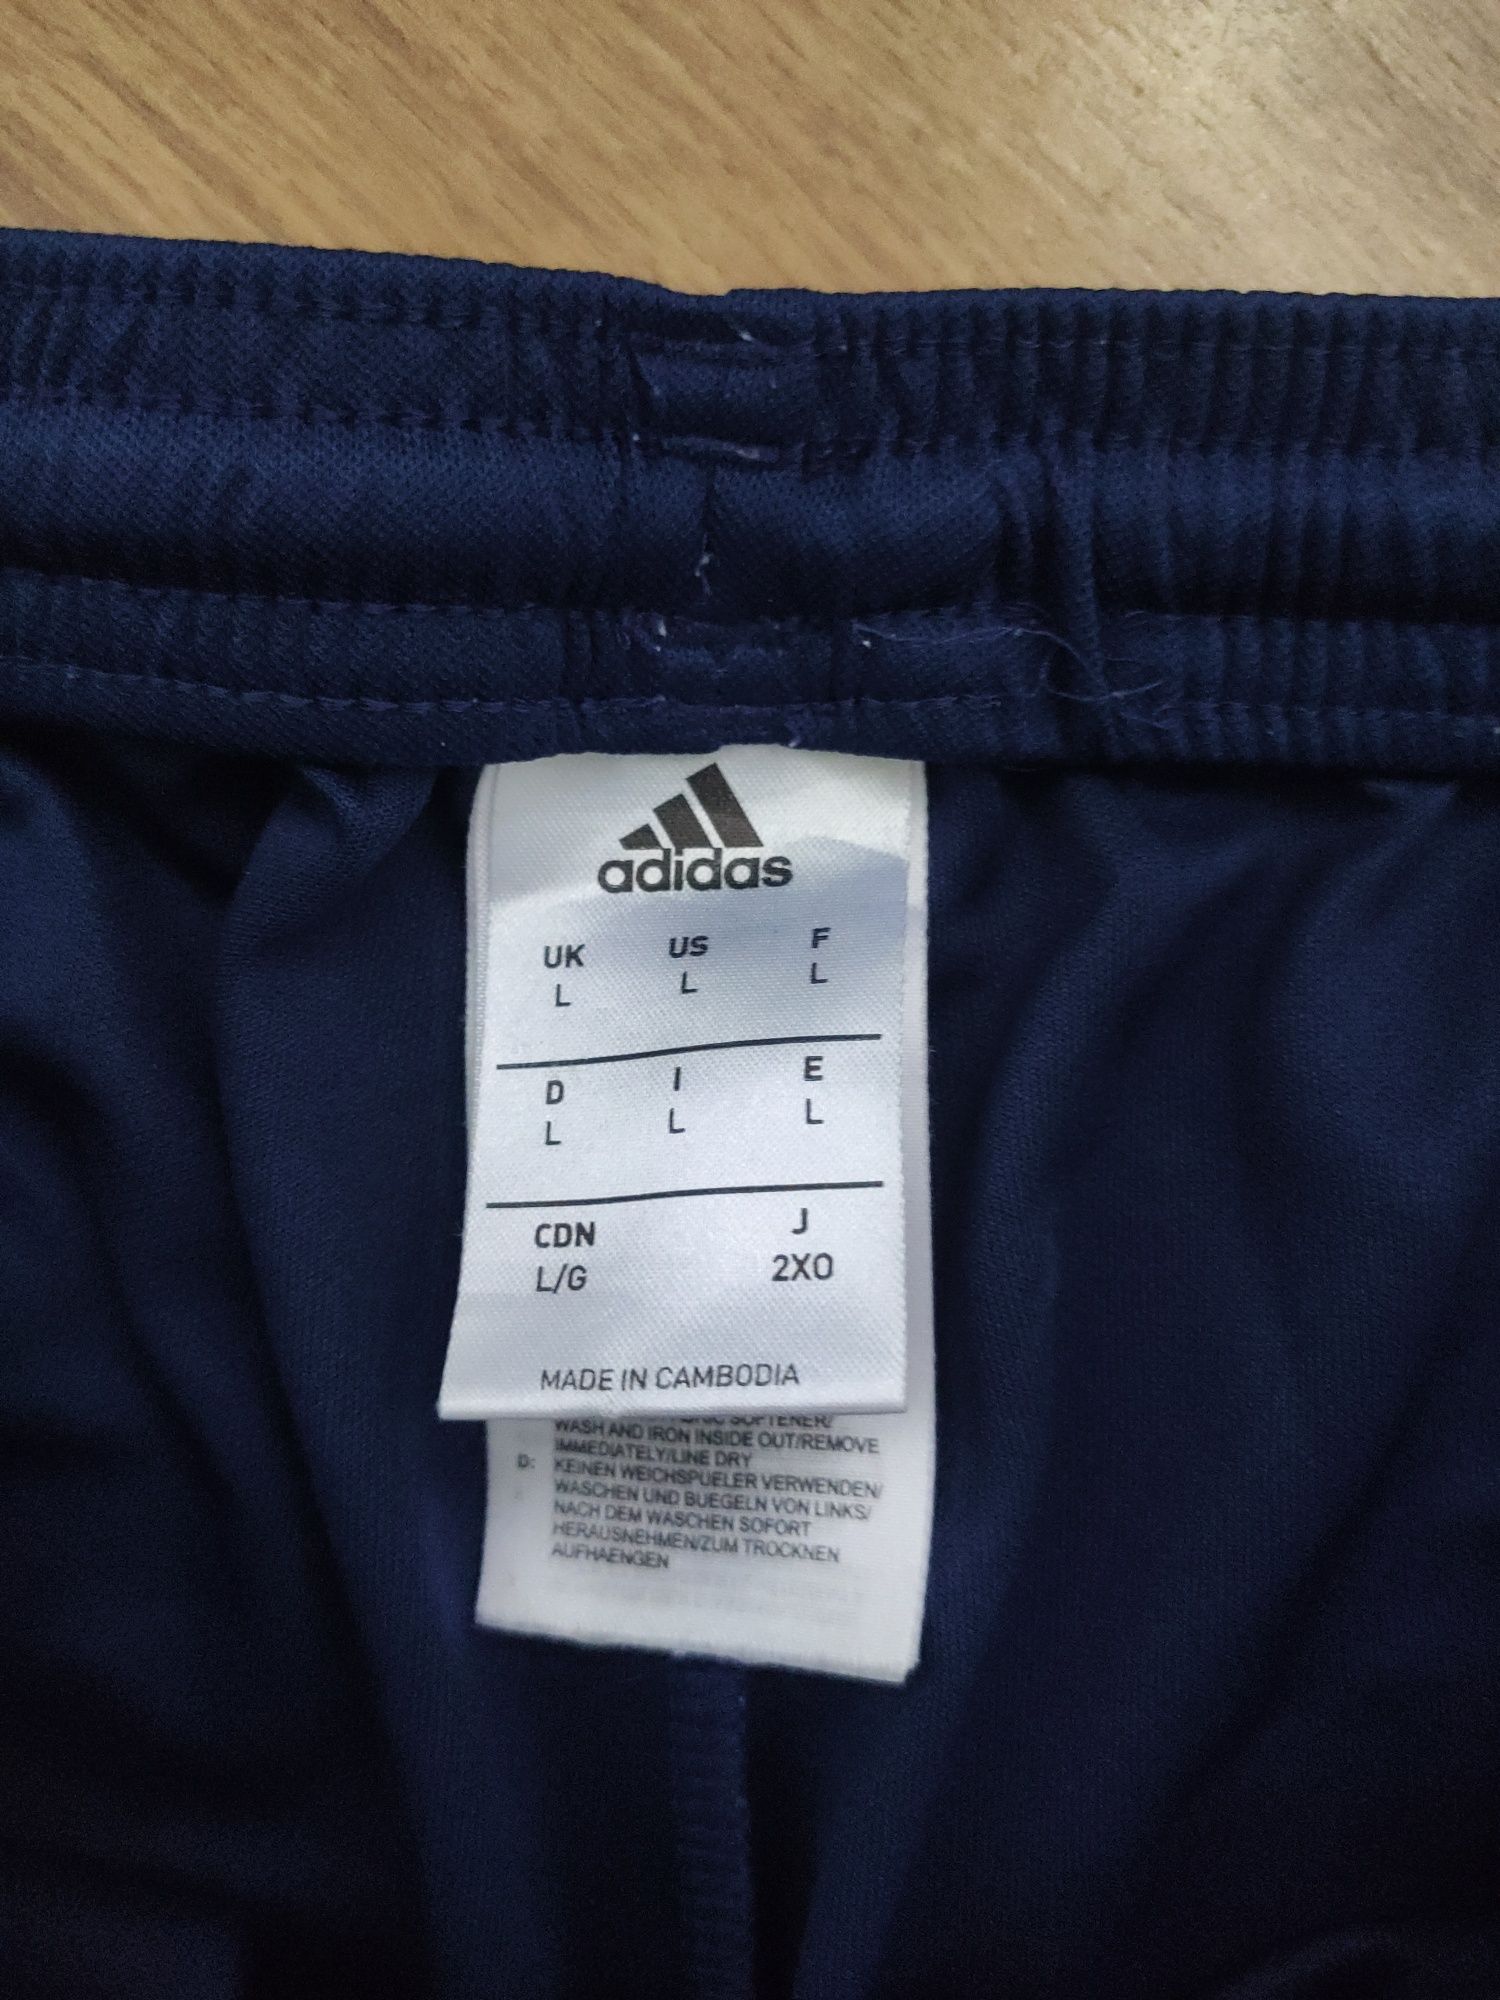 adidas
UK US F
L L L
D I E
L L L
CDN J
L/G 2XO
MADE IN CAMBODIA
SOFTENER/
WASH AND IRON INSIDE OUT/REMOVE
IMMEDIATELY/LINE DRY
D: KEINEN WEICHSPUELER VERWENDEN/
WASCHEN UND BUEGELN VON LINKS/
NACH DEM WASCHEN SOFORT
HERAUSNEHMEN/ZUM TROCKNEN
AUFHAENGEN